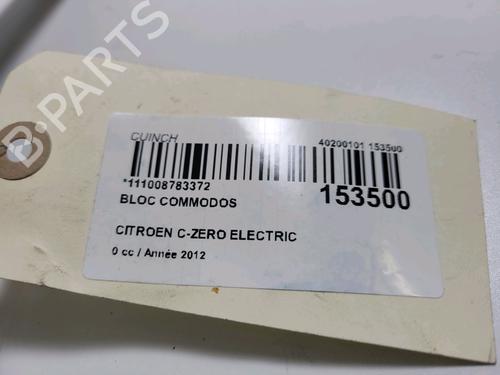 CUINCH 40200101 153500
*111008783372
153500
BLOC COMMODOS
CITROEN C-ZERO ELECTRIC
0 cc / Année 2012
B-PARTS